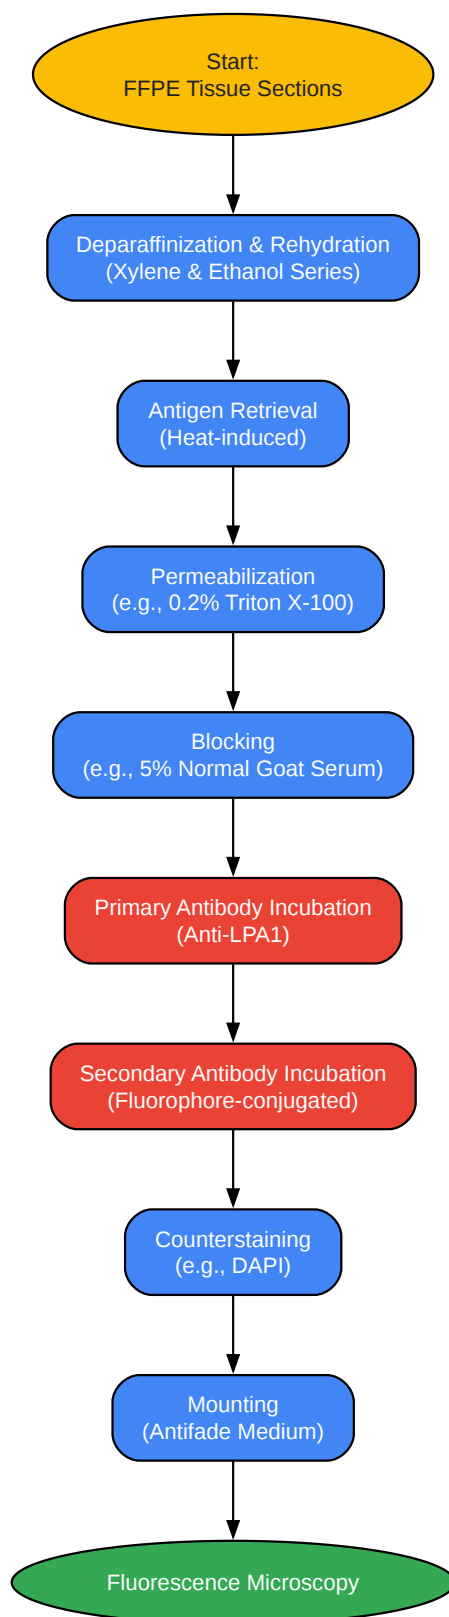 Start:
FFPE Tissue Sections
Deparaffinization & Rehydration
(Xylene & Ethanol Series)
Antigen Retrieval
(Heat-induced)
Permeabilization
(e.g., 0.2% Triton X-100)
Blocking
(e.g., 5% Normal Goat Serum)
Primary Antibody Incubation
(Anti-LPA1)
Secondary Antibody Incubation
(Fluorophore-conjugated)
Counterstaining
(e.g., DAPI)
Mounting
(Antifade Medium)
Fluorescence Microscopy